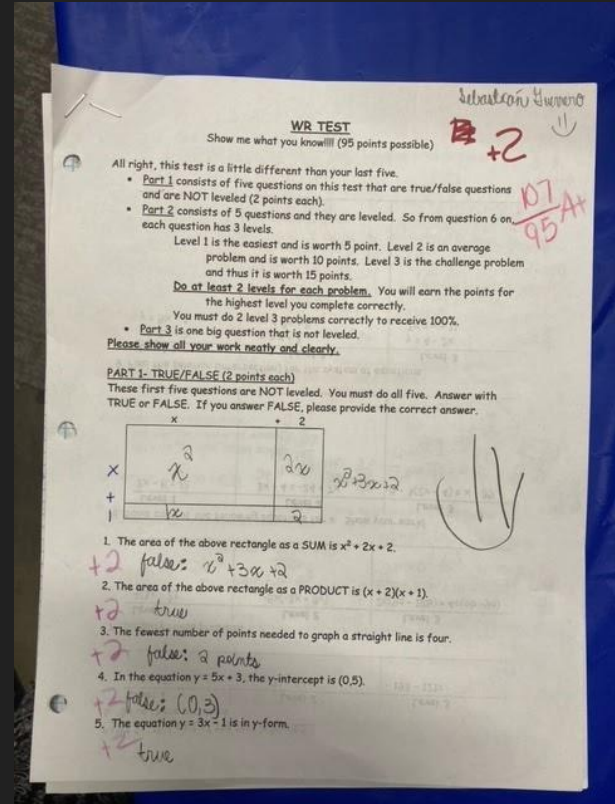 Sebastian Guerrero
WR TEST
Show me what you know!!!! (95 points possible)
+2
107
95 A+
All right, this test is a little different than your last five.
• Part 1 consists of five questions on this test that are true/false questions
and are NOT leveled (2 points each).
• Part 2 consists of 5 questions and they are leveled. So from question 6 on,
each question has 3 levels.
Level 1 is the easiest and is worth 5 point. Level 2 is an average
problem and is worth 10 points. Level 3 is the challenge problem
and thus it is worth 15 points.
Do at least 2 levels for each problem. You will earn the points for
the highest level you complete correctly.
You must do 2 level 3 problems correctly to receive 100%.
• Part 3 is one big question that is not leveled.
Please show all your work neatly and clearly.
PART 1- TRUE/FALSE (2 points each)
These first five questions are NOT leveled. You must do all five. Answer with
TRUE or FALSE. If you answer FALSE, please provide the correct answer.
x + 2
x x² 2x x²+3x+2
+
1 1x 2
1. The area of the above rectangle as a SUM is x² + 2x + 2.
+2 false: x²+3x+2
2. The area of the above rectangle as a PRODUCT is (x + 2)(x + 1).
+2 true
3. The fewest number of points needed to graph a straight line is four.
+2 false: 2 points
4. In the equation y = 5x + 3, the y-intercept is (0,5).
+2 false: (0,3)
5. The equation y = 3x - 1 is in y-form.
+2 true